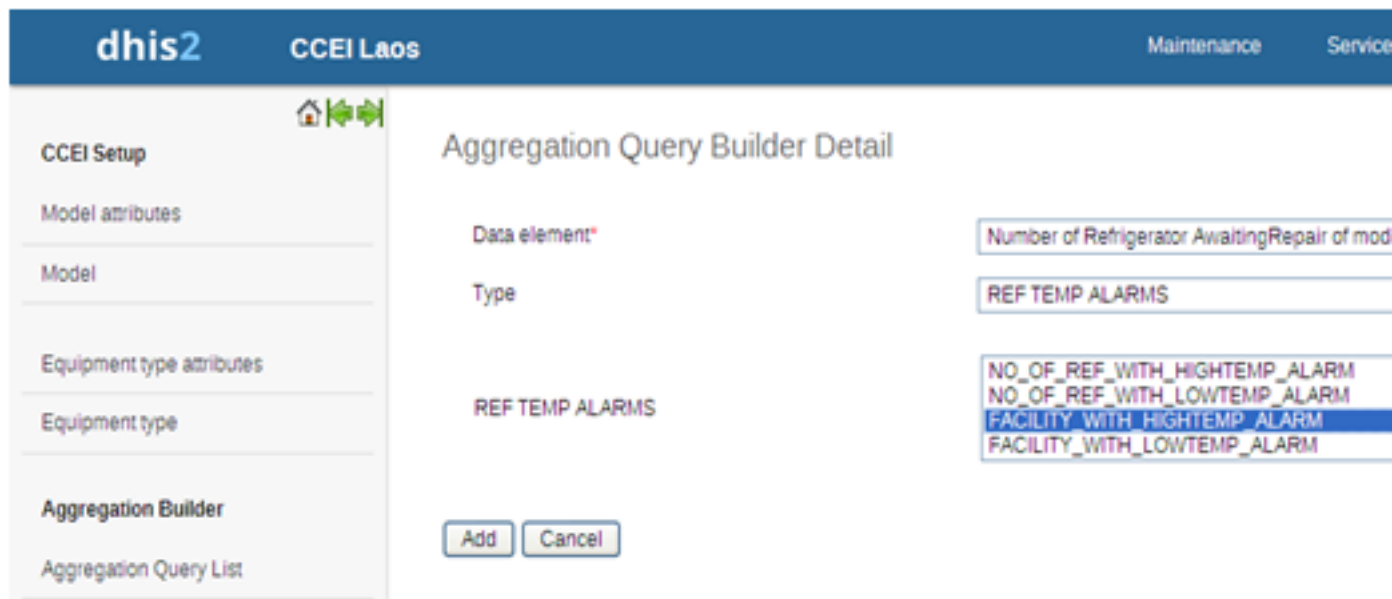 dhis2 CCEI Laos Maintenance Service
CCEI Setup
Model attributes
Model
Equipment type attributes
Equipment type
Aggregation Builder
Aggregation Query List
Aggregation Query Builder Detail
Data element* Number of Refrigerator AwaitingRepair of mod
Type REF TEMP ALARMS
REF TEMP ALARMS
NO_OF_REF_WITH_HIGHTEMP_ALARM
NO_OF_REF_WITH_LOWTEMP_ALARM
FACILITY_WITH_HIGHTEMP_ALARM
FACILITY_WITH_LOWTEMP_ALARM
Add Cancel